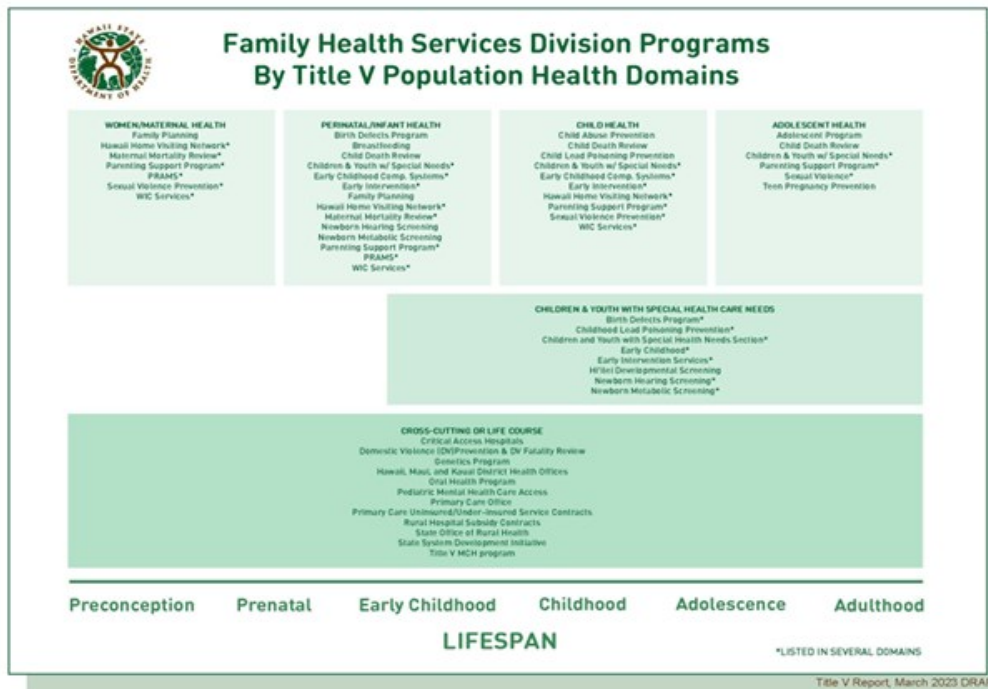 HAWAII STATE
DEPARTMENT OF HEALTH
Family Health Services Division Programs
By Title V Population Health Domains
WOMEN/MATERNAL HEALTH
Family Planning
Hawaii Home Visiting Network*
Maternal Mortality Review*
Parenting Support Program*
PRAMS*
Sexual Violence Prevention*
WIC Services*
PERINATAL/INFANT HEALTH
Birth Defects Program
Breastfeeding
Child Death Review
Children & Youth w/ Special Needs*
Early Childhood Comp. Systems*
Early Intervention*
Family Planning
Hawaii Home Visiting Network*
Maternal Mortality Review*
Newborn Hearing Screening
Newborn Metabolic Screening
Parenting Support Program*
PRAMS*
WIC Services*
CHILD HEALTH
Child Abuse Prevention
Child Death Review
Child Lead Poisoning Prevention
Children & Youth w/ Special Needs*
Early Childhood Comp. Systems*
Early Intervention*
Hawaii Home Visiting Network*
Parenting Support Program*
Sexual Violence Prevention*
WIC Services*
ADOLESCENT HEALTH
Adolescent Program
Child Death Review
Children & Youth w/ Special Needs*
Parenting Support Program*
Sexual Violence*
Teen Pregnancy Prevention
CHILDREN & YOUTH WITH SPECIAL HEALTH CARE NEEDS
Birth Defects Program*
Childhood Lead Poisoning Prevention*
Children and Youth with Special Health Needs Section*
Early Childhood*
Early Intervention Services*
Hi'ilei Developmental Screening
Newborn Hearing Screening*
Newborn Metabolic Screening*
CROSS-CUTTING OR LIFE COURSE
Critical Access Hospitals
Domestic Violence (DV)Prevention & DV Fatality Review
Genetics Program
Hawaii, Maui, and Kauai District Health Offices
Oral Health Program
Pediatric Mental Health Care Access
Primary Care Office
Primary Care Uninsured/Under-insured Service Contracts
Rural Hospital Subsidy Contracts
State Office of Rural Health
State System Development Initiative
Title V MCH program
Preconception Prenatal Early Childhood Childhood Adolescence Adulthood
LIFESPAN
*LISTED IN SEVERAL DOMAINS
Title V Report, March 2023 DRA